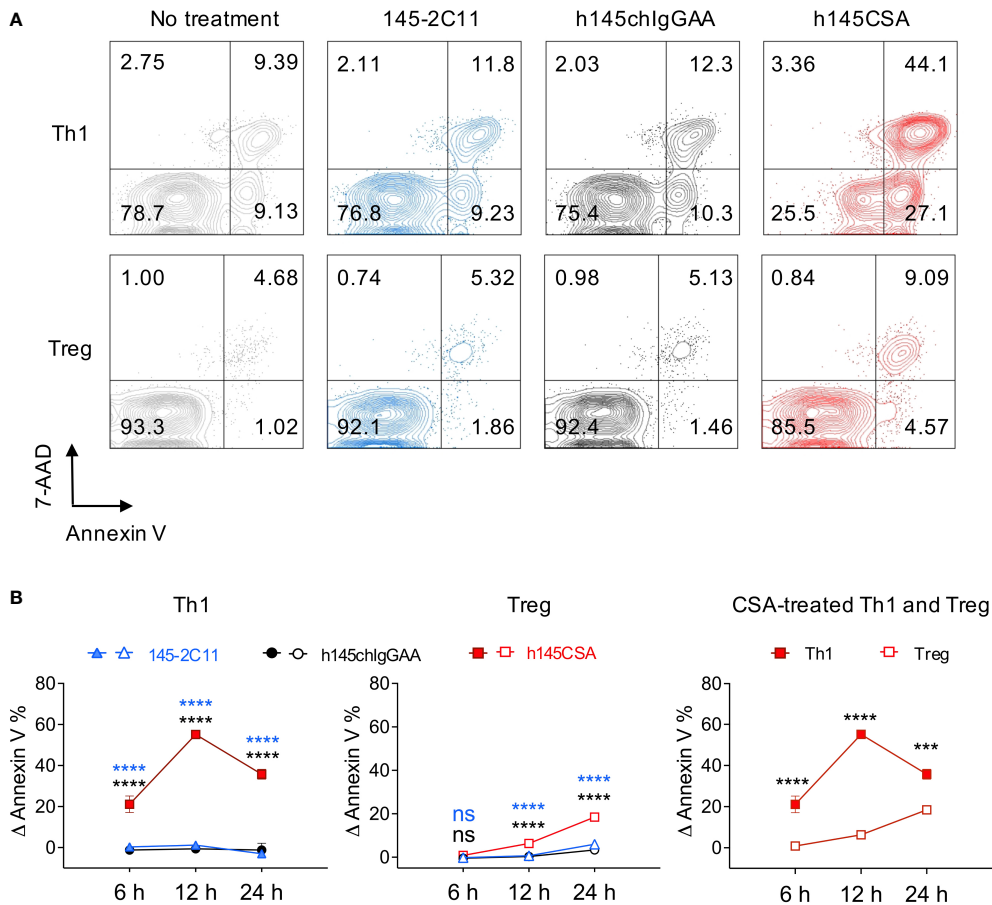 A
No treatment 145-2C11 h145chIgGAA h145CSA
Th1
2.75 9.39 2.11 11.8 2.03 12.3 3.36 44.1
78.7 9.13 76.8 9.23 75.4 10.3 25.5 27.1
Treg
1.00 4.68 0.74 5.32 0.98 5.13 0.84 9.09
93.3 1.02 92.1 1.86 92.4 1.46 85.5 4.57
7-AAD
Annexin V
B
Th1 Treg CSA-treated Th1 and Treg
145-2C11 h145chIgGAA h145CSA Th1 Treg
Δ Annexin V %
80
60
40
20
0
****
****
****
****
****
****
6 h 12 h 24 h
Δ Annexin V %
80
60
40
20
0
ns
ns
****
****
****
****
6 h 12 h 24 h
Δ Annexin V %
80
60
40
20
0
****
****
***
6 h 12 h 24 h